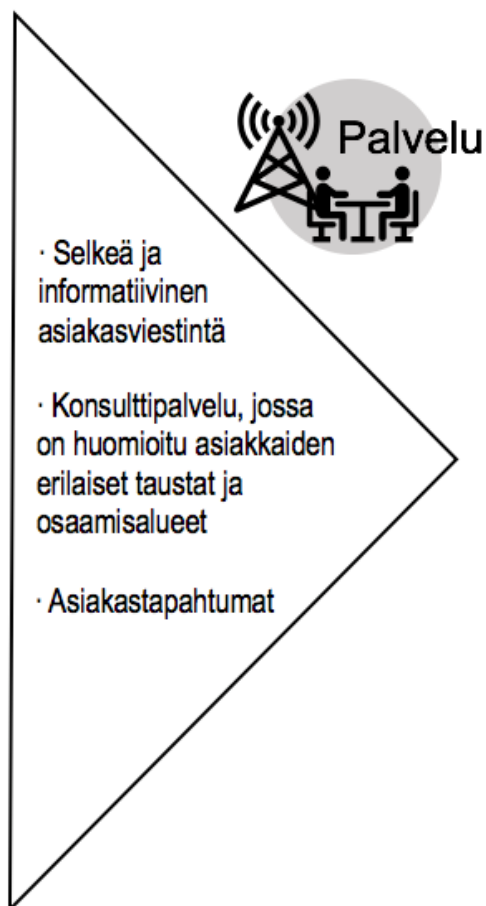 Palvelu
· Selkeä ja
informatiivinen
asiakasviestintä
· Konsulttipalvelu, jossa
on huomioitu asiakkaiden
erilaiset taustat ja
osaamisalueet
· Asiakastapahtumat